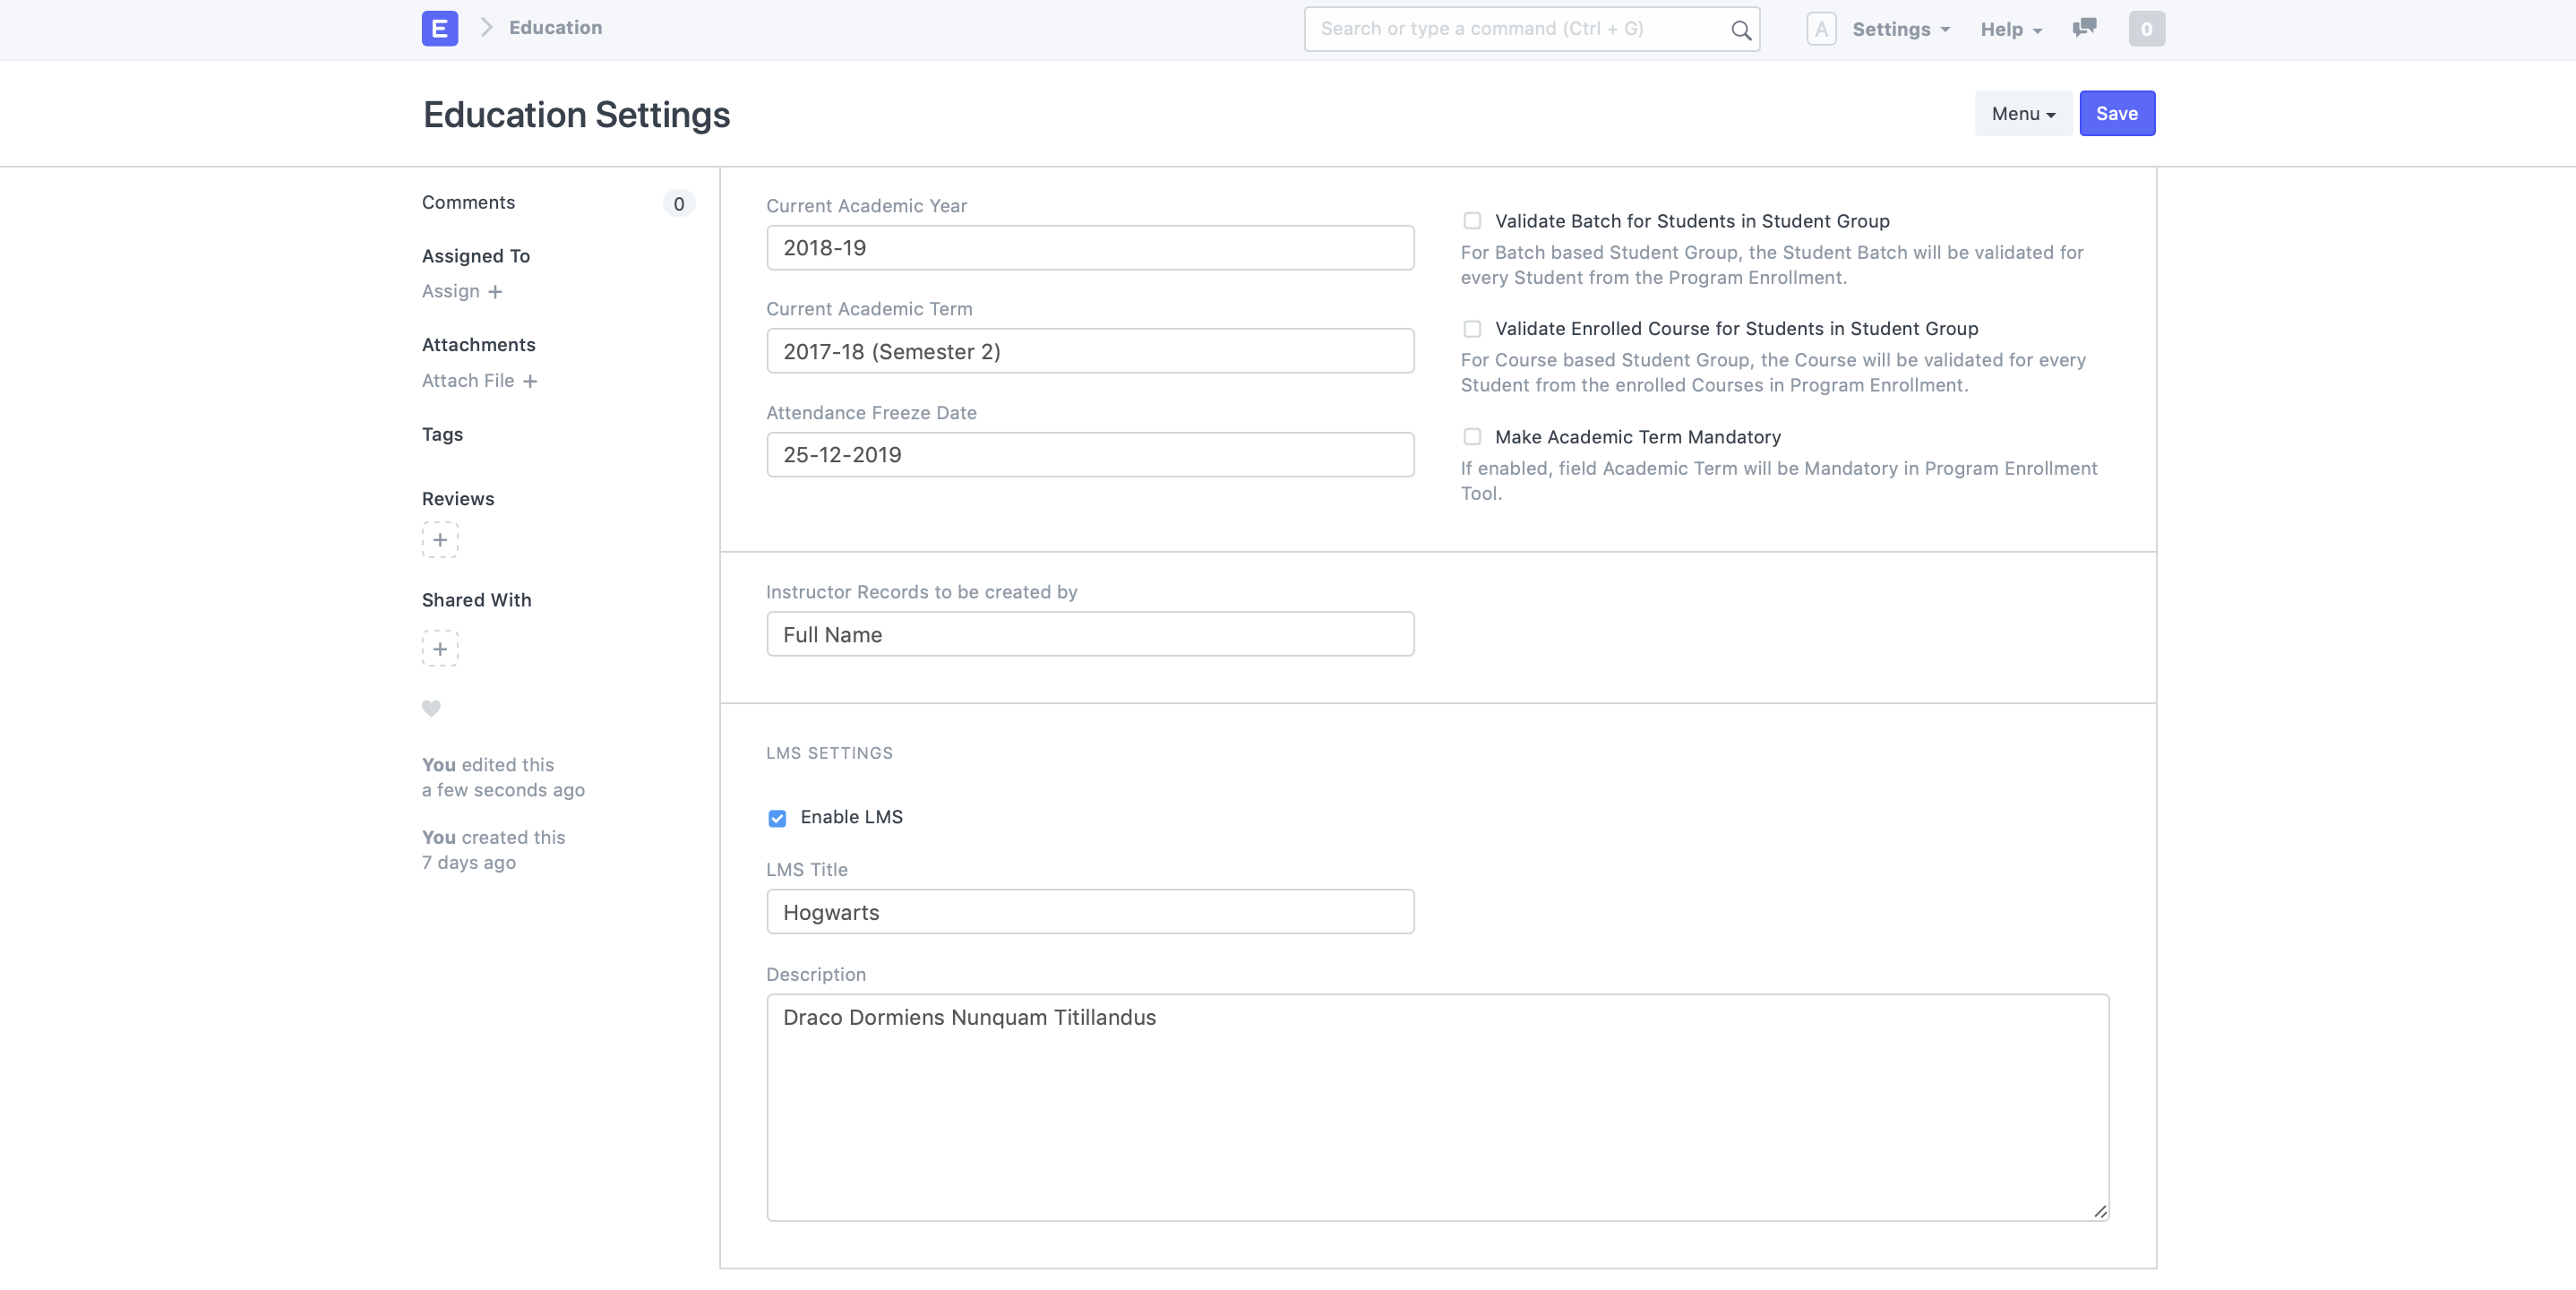 E
Education
Search or type a command (Ctrl + G)
A
Settings
Help
0
Education Settings
Menu
Save
Comments
0
Assigned To
Assign +
Attachments
Attach File +
Tags
Reviews
+
Shared With
+
You edited this
a few seconds ago
You created this
7 days ago
Current Academic Year
2018-19
Current Academic Term
2017-18 (Semester 2)
Attendance Freeze Date
25-12-2019
Validate Batch for Students in Student Group
For Batch based Student Group, the Student Batch will be validated for
every Student from the Program Enrollment.
Validate Enrolled Course for Students in Student Group
For Course based Student Group, the Course will be validated for every
Student from the enrolled Courses in Program Enrollment.
Make Academic Term Mandatory
If enabled, field Academic Term will be Mandatory in Program Enrollment
Tool.
Instructor Records to be created by
Full Name
LMS SETTINGS
Enable LMS
LMS Title
Hogwarts
Description
Draco Dormiens Nunquam Titillandus